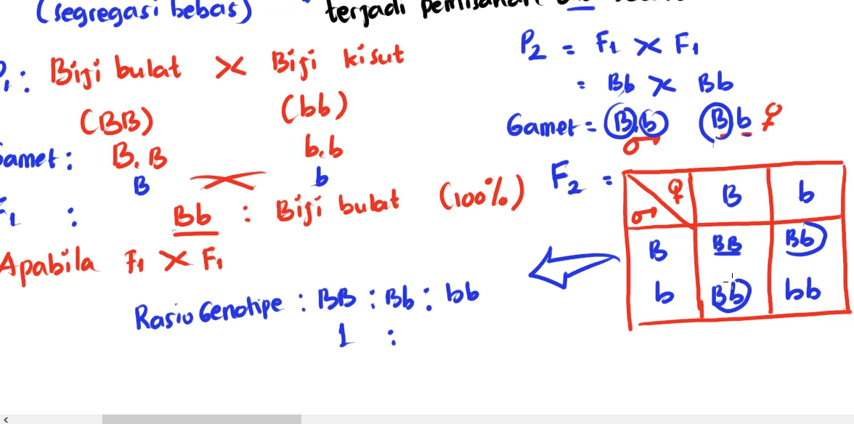 (segregasi bebas)
terjadi
P1 : Biji bulat × Biji kisut
(BB) (bb)
Gamet : B, B b, b
B b
F1 : Bb : Biji bulat (100%)
Apabila F1 × F1
P2 = F1 × F1
= Bb × Bb
Gamet = B, b B b ♀
F2 =
♀ B b
♂
B BB Bb
b Bb bb
Rasio Genotipe : BB : Bb : bb
1 :